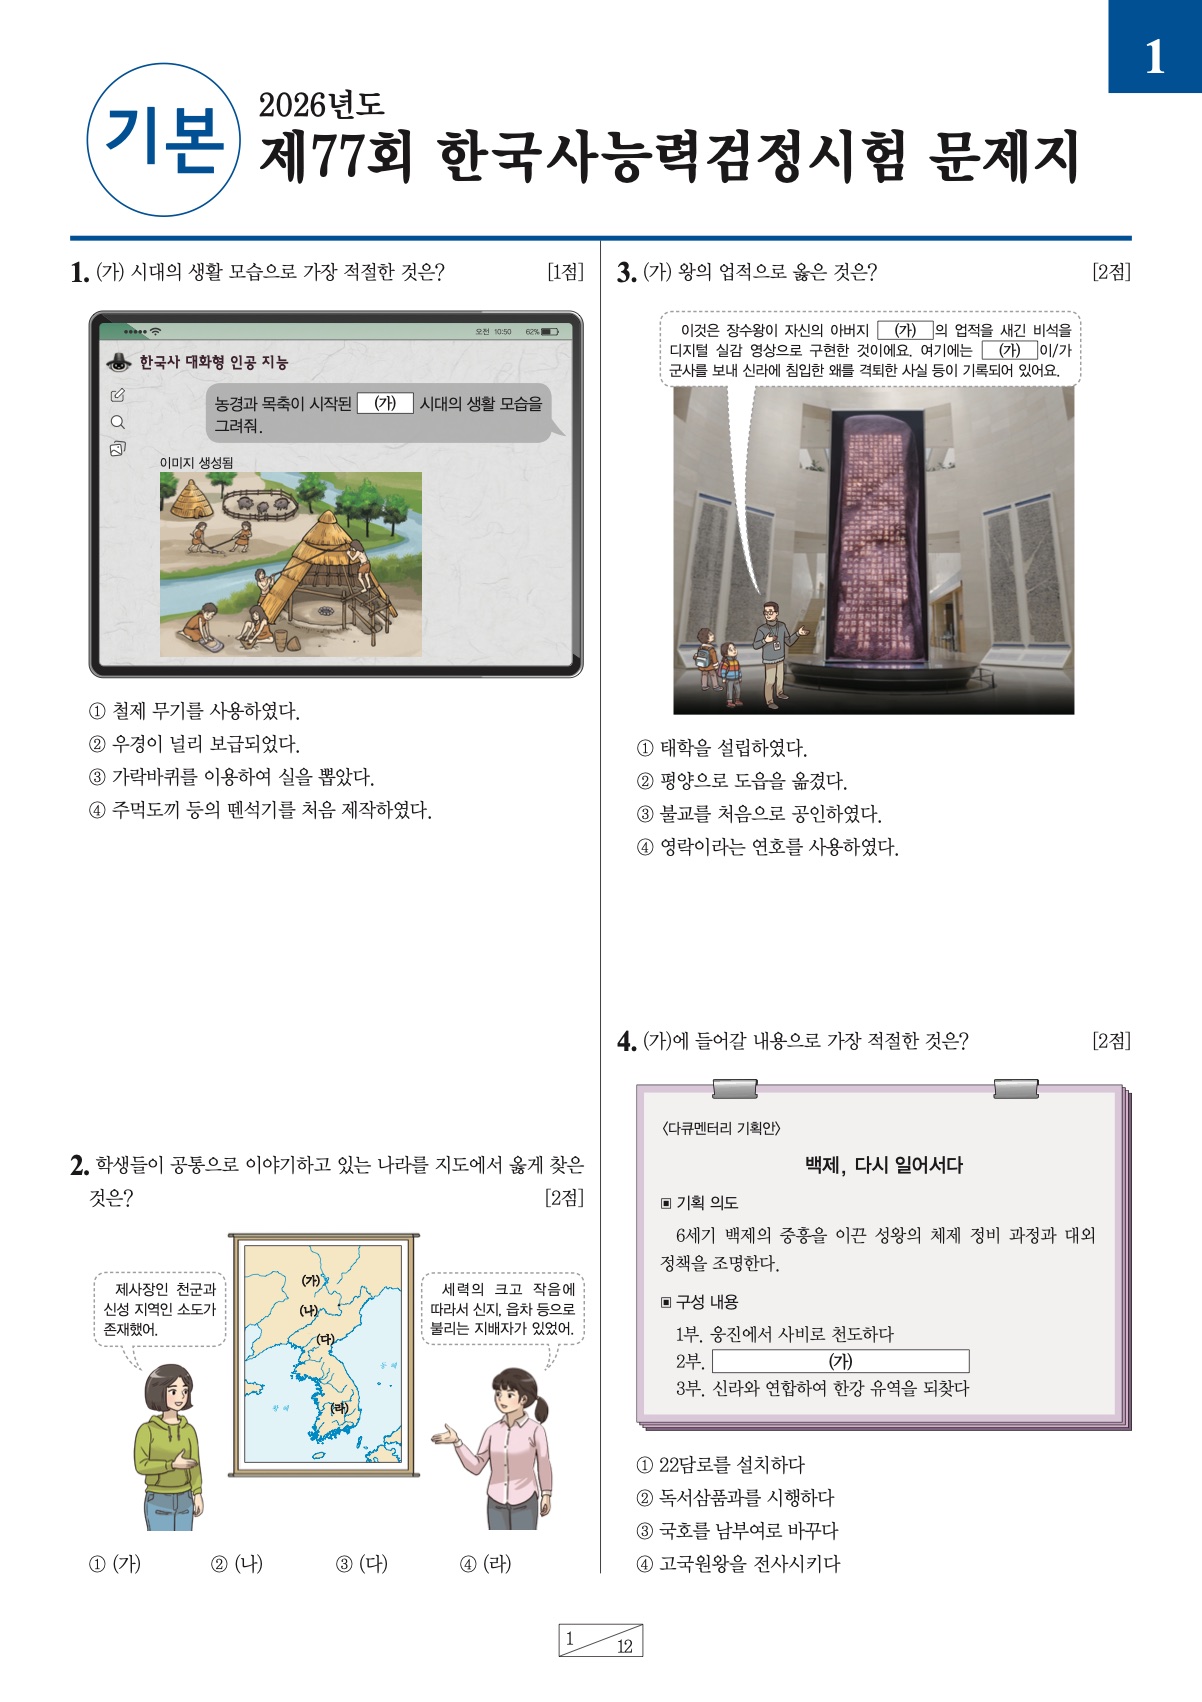 1
기본
2026년도
제77회 한국사능력검정시험 문제지
1. (가) 시대의 생활 모습으로 가장 적절한 것은? [1점]
오전 10:50 62%
한국사 대화형 인공 지능
농경과 목축이 시작된 (가) 시대의 생활 모습을
그려줘.
이미지 생성됨
① 철제 무기를 사용하였다.
② 우경이 널리 보급되었다.
③ 가락바퀴를 이용하여 실을 뽑았다.
④ 주먹도끼 등의 뗀석기를 처음 제작하였다.
2. 학생들이 공통으로 이야기하고 있는 나라를 지도에서 옳게 찾은
것은? [2점]
제사장인 천군과
신성 지역인 소도가
존재했어.
(가)
(나)
(다)
(라)
동해
황해
세력의 크고 작음에
따라서 신지, 읍차 등으로
불리는 지배자가 있었어.
① (가) ② (나) ③ (다) ④ (라)
3. (가) 왕의 업적으로 옳은 것은? [2점]
이것은 장수왕이 자신의 아버지 (가) 의 업적을 새긴 비석을
디지털 실감 영상으로 구현한 것이에요. 여기에는 (가) 이/가
군사를 보내 신라에 침입한 왜를 격퇴한 사실 등이 기록되어 있어요.
① 태학을 설립하였다.
② 평양으로 도읍을 옮겼다.
③ 불교를 처음으로 공인하였다.
④ 영락이라는 연호를 사용하였다.
4. (가)에 들어갈 내용으로 가장 적절한 것은? [2점]
〈다큐멘터리 기획안〉
백제, 다시 일어서다
▣ 기획 의도
6세기 백제의 중흥을 이끈 성왕의 체제 정비 과정과 대외
정책을 조명한다.
▣ 구성 내용
1부. 웅진에서 사비로 천도하다
2부. (가)
3부. 신라와 연합하여 한강 유역을 되찾다
① 22담로를 설치하다
② 독서삼품과를 시행하다
③ 국호를 남부여로 바꾸다
④ 고국원왕을 전사시키다
1 12